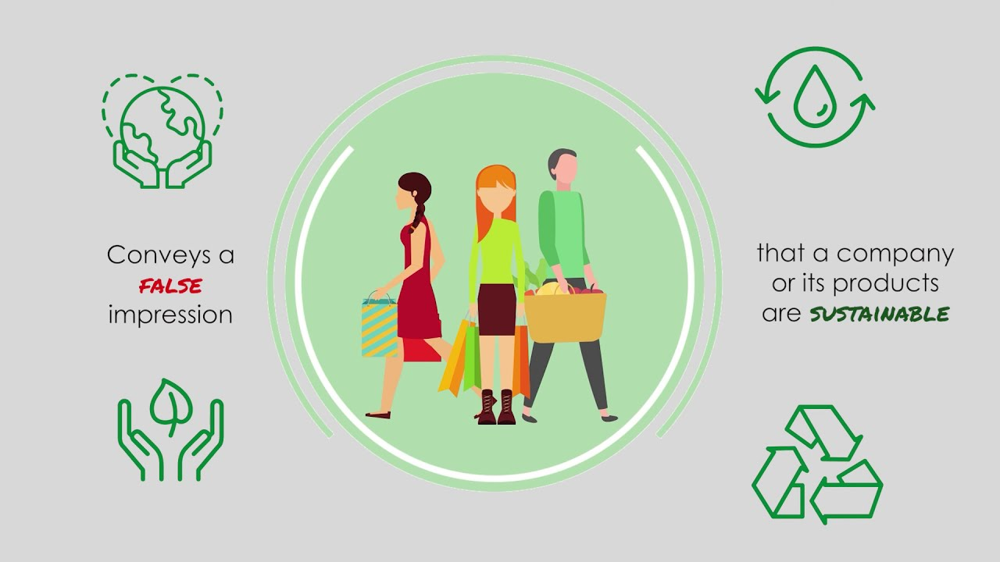 Conveys a
FALSE
impression
that a company
or its products
are SUSTAINABLE